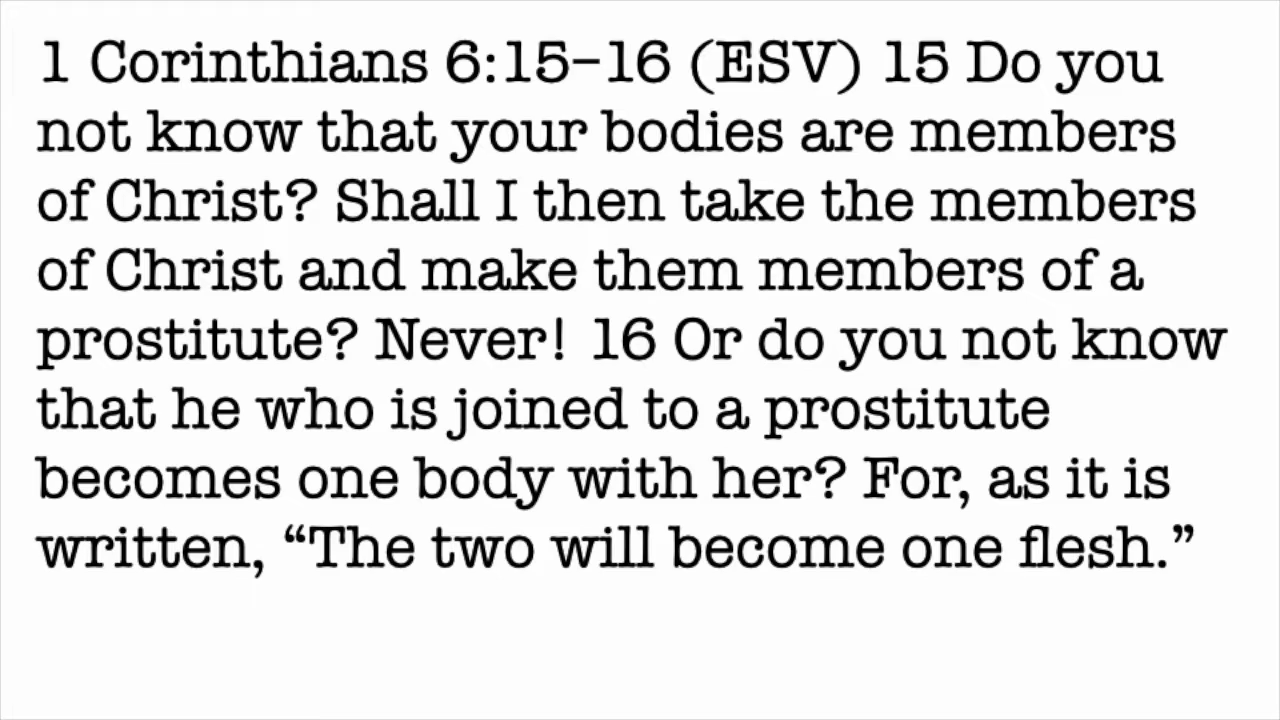 1 Corinthians 6:15–16 (ESV) 15 Do you
not know that your bodies are members
of Christ? Shall I then take the members
of Christ and make them members of a
prostitute? Never! 16 Or do you not know
that he who is joined to a prostitute
becomes one body with her? For, as it is
written, “The two will become one flesh.”